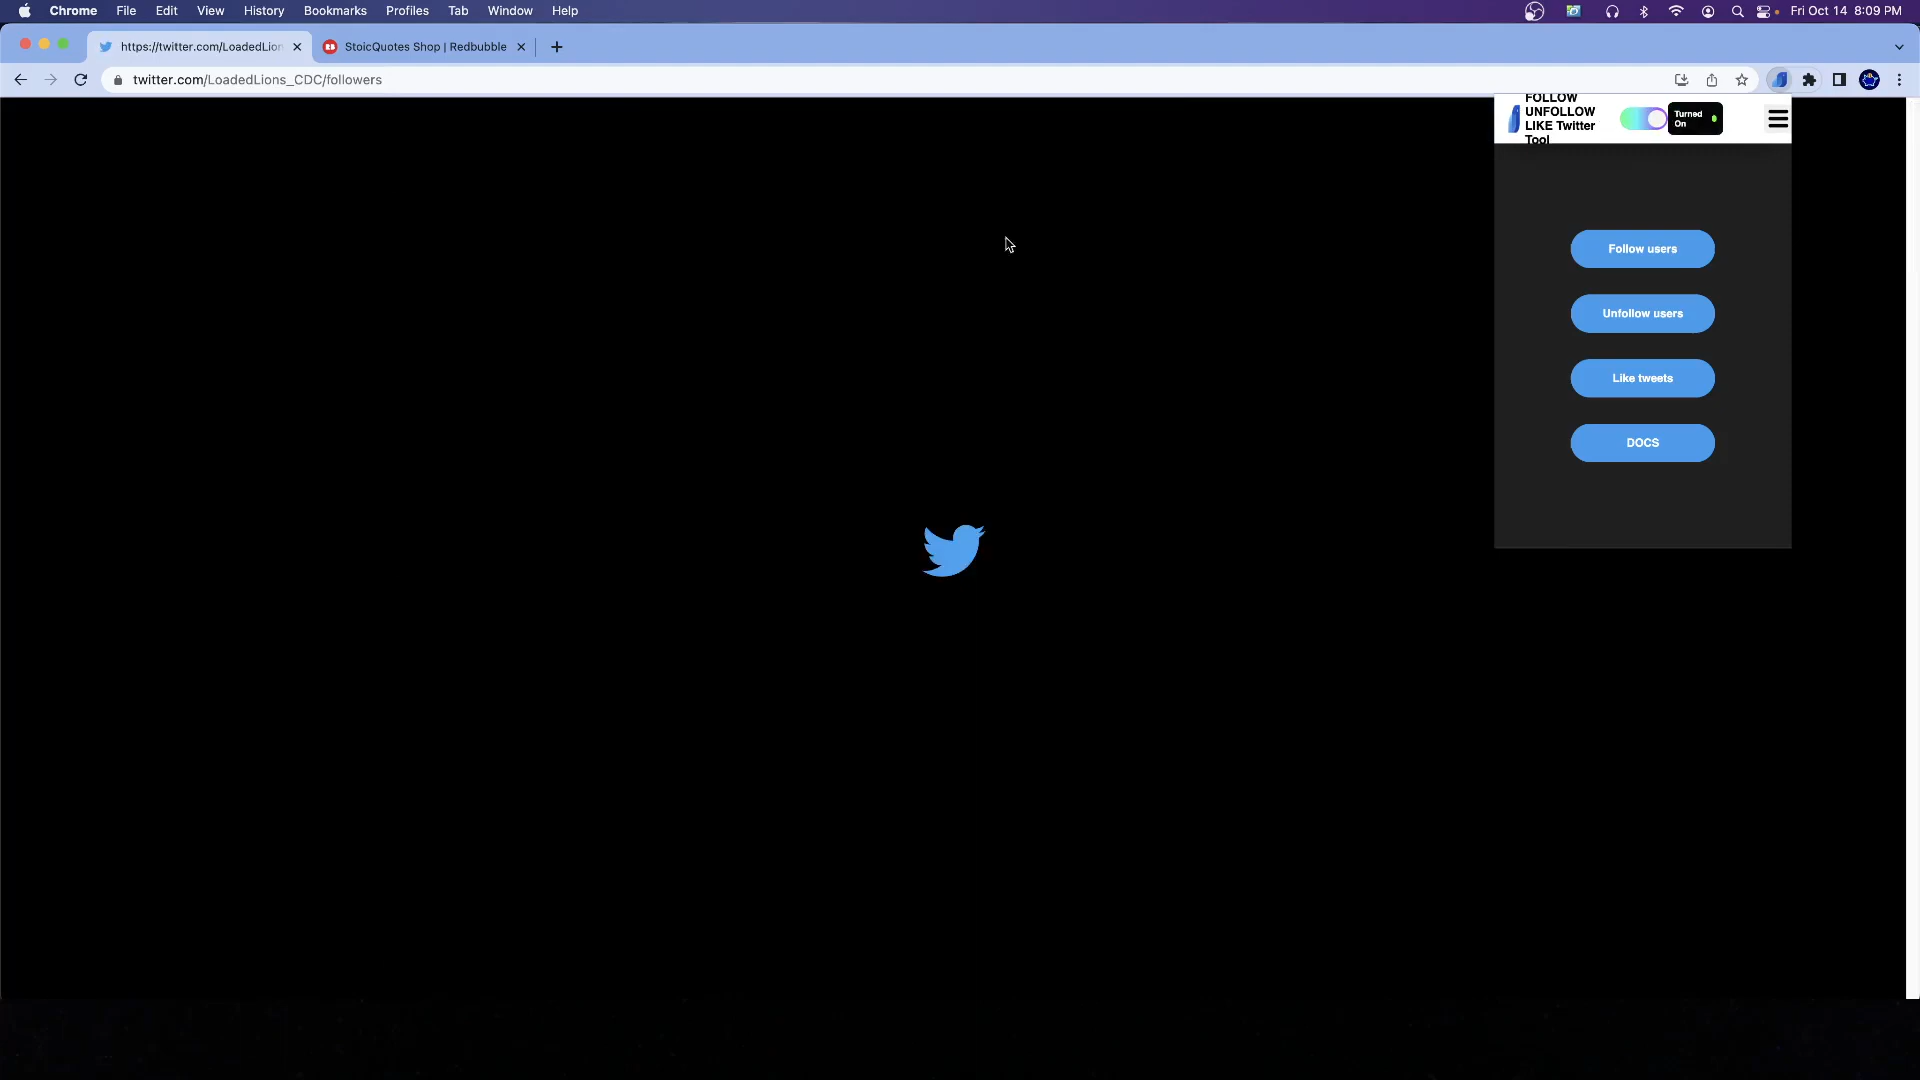 Chrome File Edit View History Bookmarks Profiles Tab Window Help
Fri Oct 14 8:09 PM
https://twitter.com/LoadedLion
StoicQuotes Shop | Redbubble
twitter.com/LoadedLions_CDC/followers
FOLLOW
UNFOLLOW
LIKE Twitter
Tool
Turned
On
Follow users
Unfollow users
Like tweets
DOCS